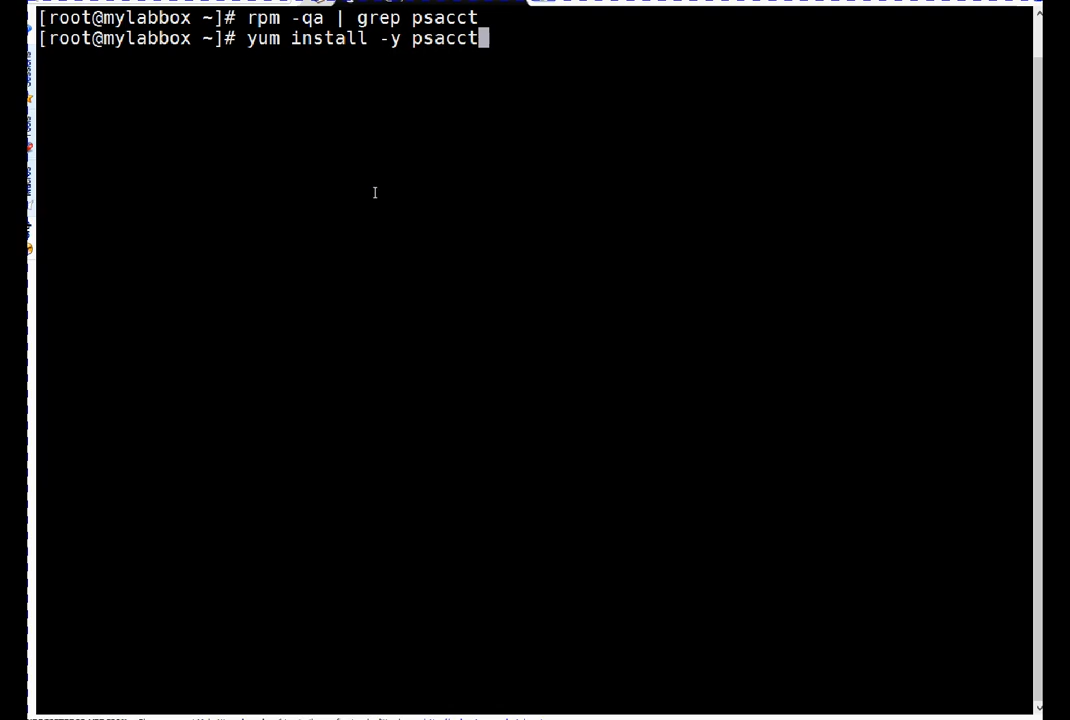 [root@mylabbox ~]# rpm -qa | grep psacct
[root@mylabbox ~]# yum install -y psacct